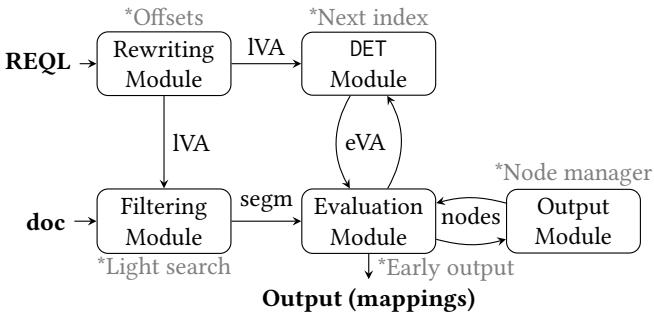 *Offsets
*Next index
REQL
Rewriting
Module
lVA
DET
Module
lVA
eVA
*Node manager
doc
Filtering
Module
segm
Evaluation
Module
nodes
Output
Module
*Light search
*Early output
Output (mappings)